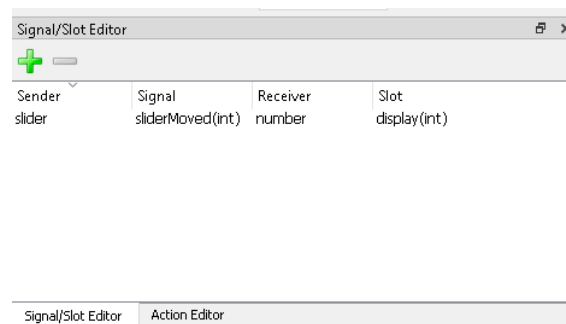 Signal/Slot Editor
Sender Signal Receiver Slot
slider sliderMoved(int) number display(int)
Signal/Slot Editor Action Editor